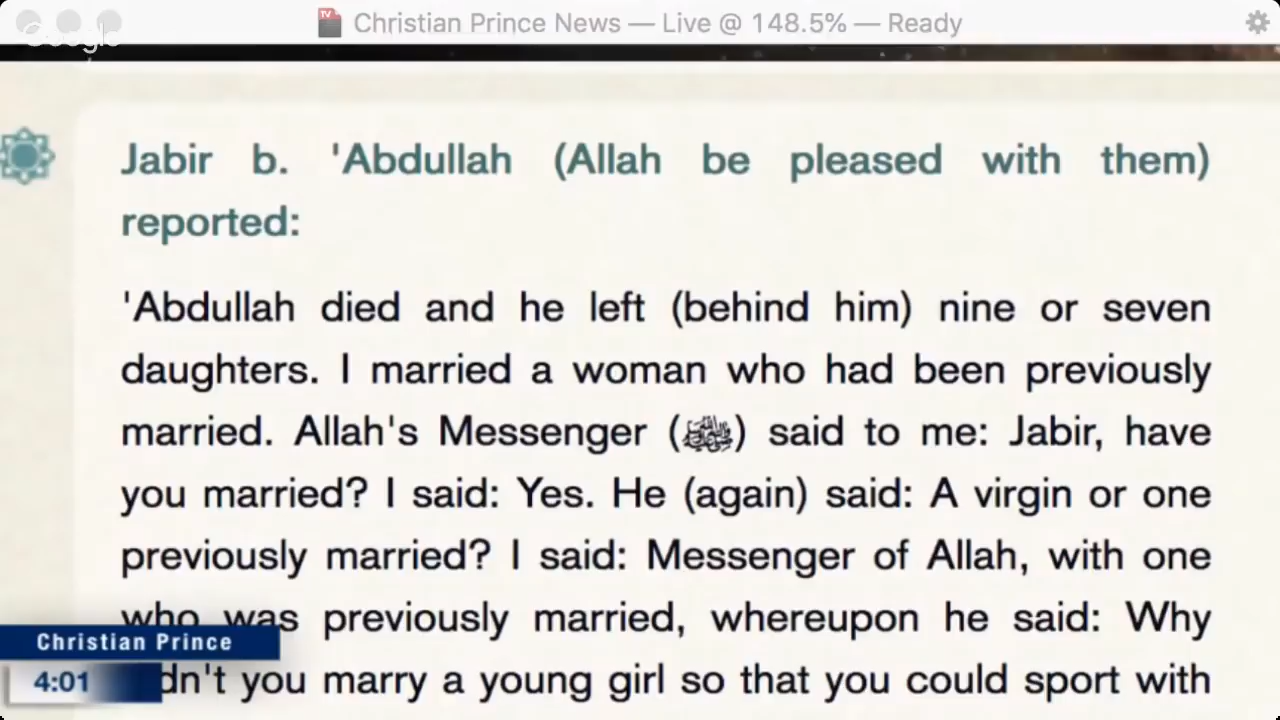 Christian Prince News — Live @ 148.5% — Ready
Google
Jabir b. 'Abdullah (Allah be pleased with them)
reported:
'Abdullah died and he left (behind him) nine or seven
daughters. I married a woman who had been previously
married. Allah's Messenger (ﷺ) said to me: Jabir, have
you married? I said: Yes. He (again) said: A virgin or one
previously married? I said: Messenger of Allah, with one
who was previously married, whereupon he said: Why
dn't you marry a young girl so that you could sport with
Christian Prince
4:01